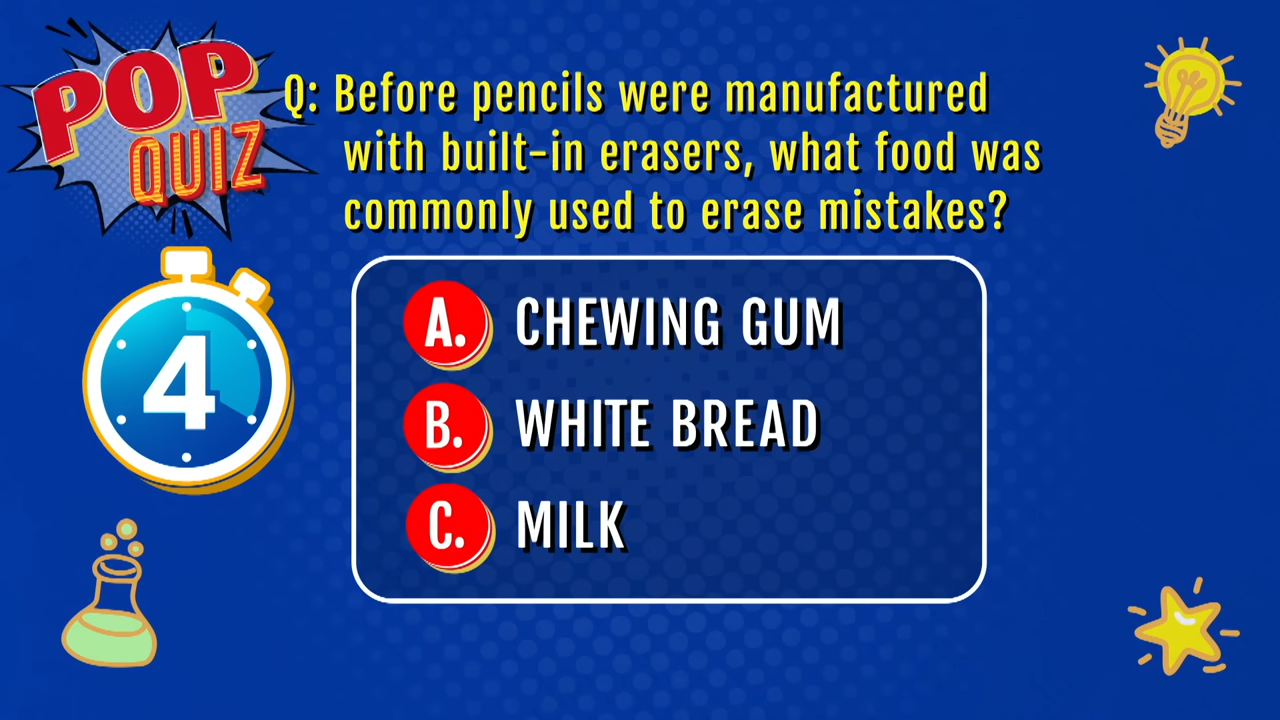 POP
QUIZ
Q: Before pencils were manufactured
with built-in erasers, what food was
commonly used to erase mistakes?
4
A. CHEWING GUM
B. WHITE BREAD
C. MILK